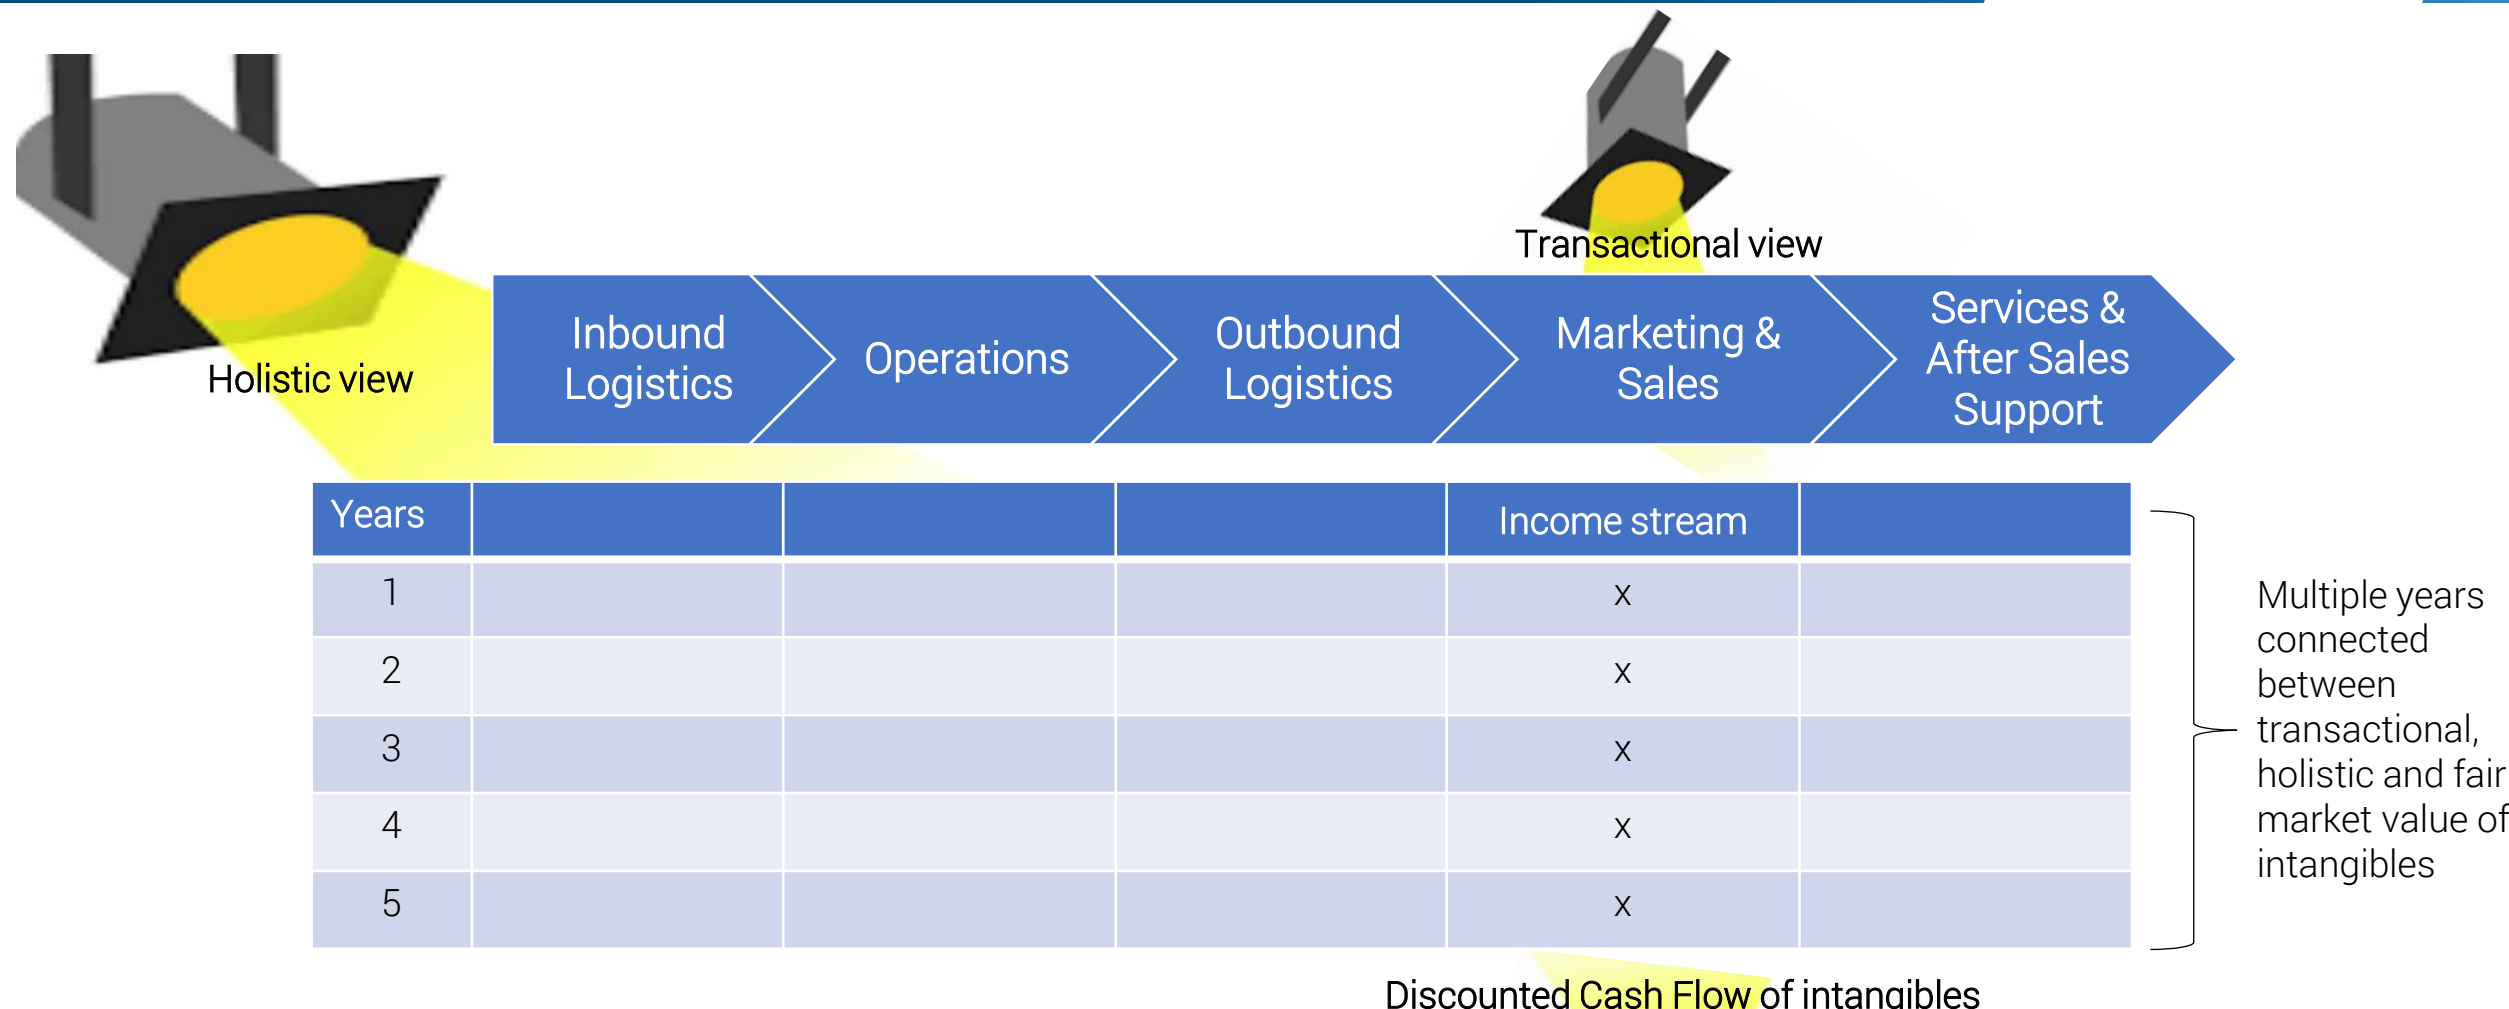 Transactional view
Holistic view
Inbound
Logistics
Operations
Outbound
Logistics
Marketing &
Sales
Services &
After Sales
Support
Years
Income stream
1
x
2
x
3
x
4
x
5
x
Multiple years
connected
between
transactional,
holistic and fair
market value of
intangibles
Discounted Cash Flow of intangibles